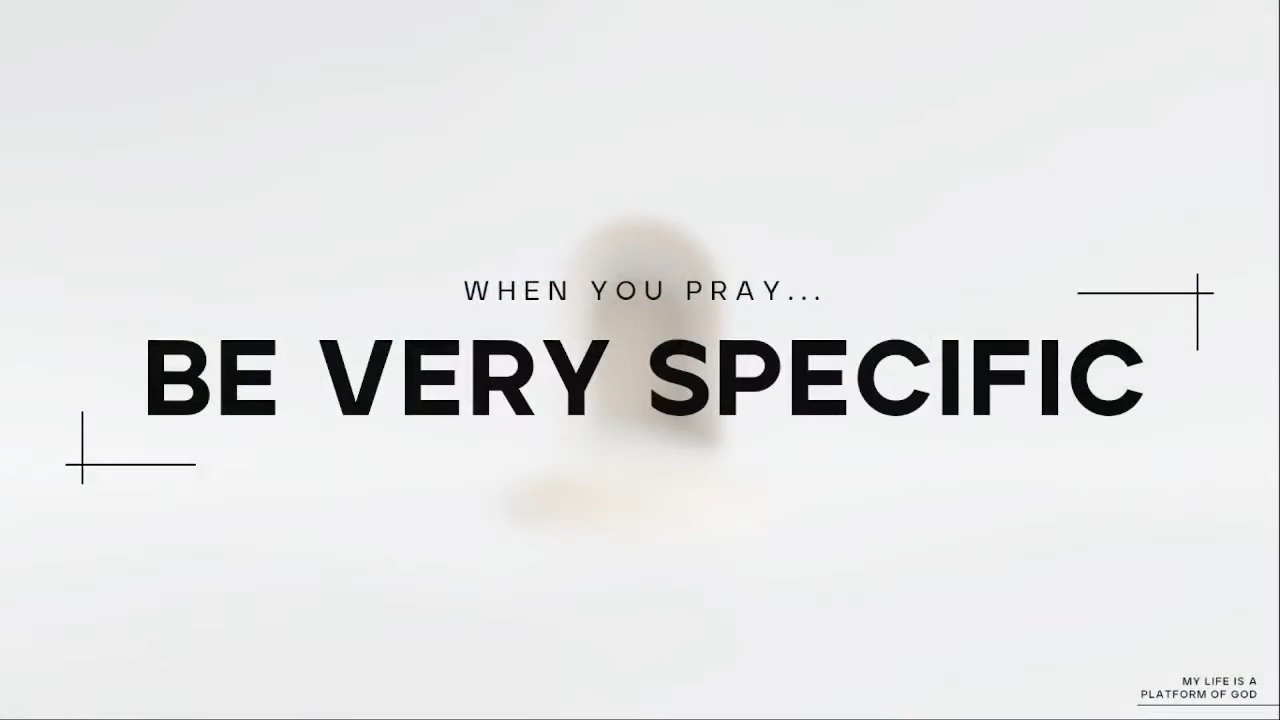 WHEN YOU PRAY...
BE VERY SPECIFIC
MY LIFE IS A
PLATFORM OF GOD